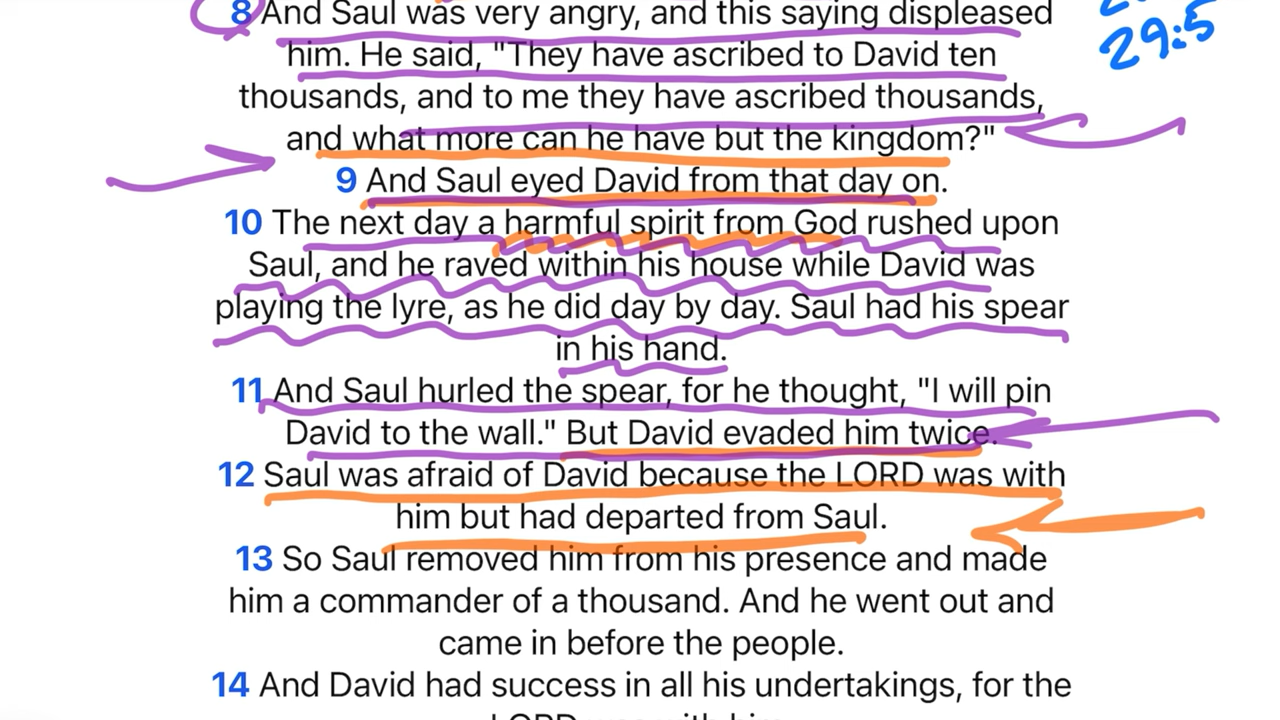 8 And Saul was very angry, and this saying displeased
29:5
him. He said, "They have ascribed to David ten
thousands, and to me they have ascribed thousands,
and what more can he have but the kingdom?"
9 And Saul eyed David from that day on.
10 The next day a harmful spirit from God rushed upon
Saul, and he raved within his house while David was
playing the lyre, as he did day by day. Saul had his spear
in his hand.
11 And Saul hurled the spear, for he thought, "I will pin
David to the wall." But David evaded him twice.
12 Saul was afraid of David because the LORD was with
him but had departed from Saul.
13 So Saul removed him from his presence and made
him a commander of a thousand. And he went out and
came in before the people.
14 And David had success in all his undertakings, for the
LORD was with him.